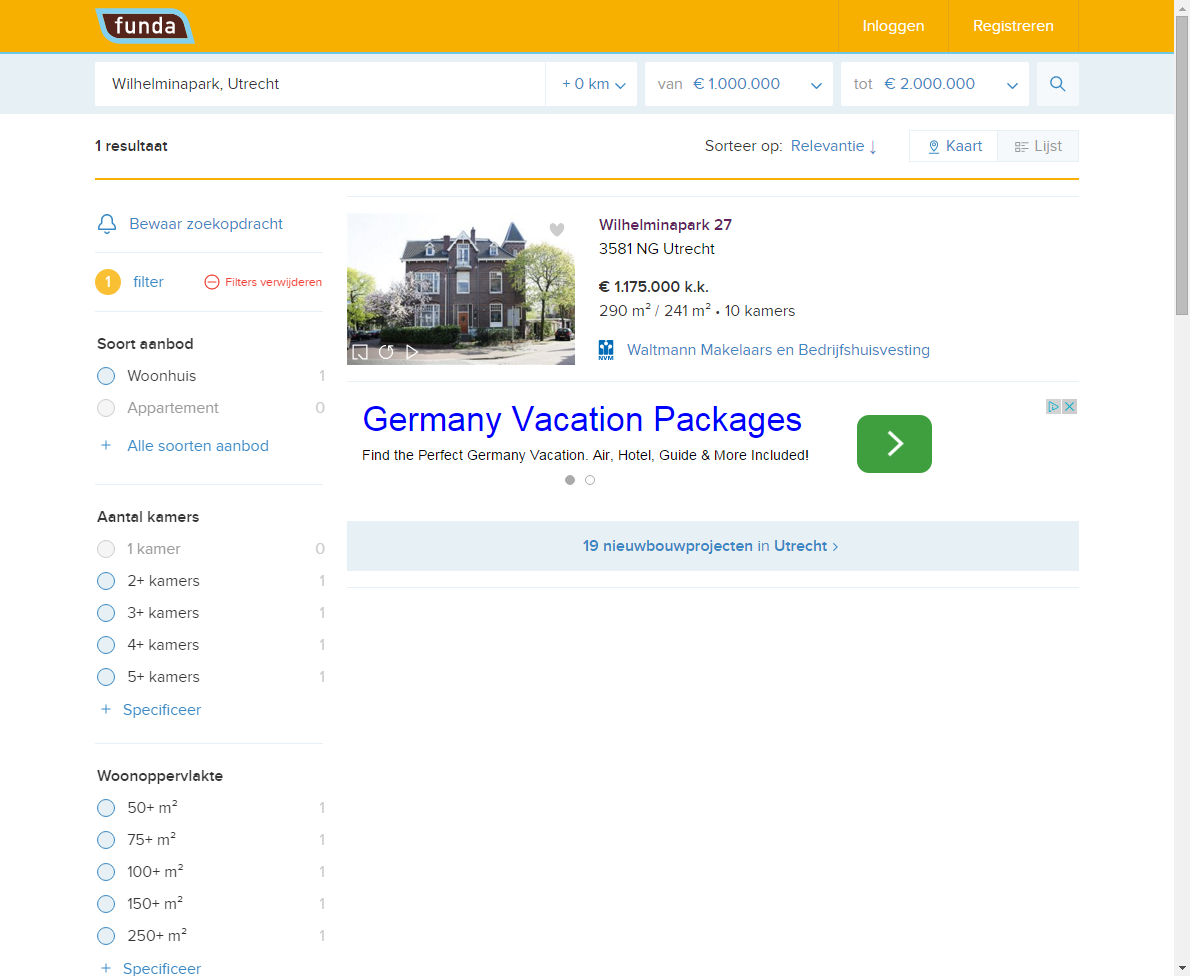 funda
Inloggen
Registreren
Wilhelminapark, Utrecht
+ 0 km
van € 1.000.000
tot € 2.000.000
1 resultaat
Sorteer op: Relevantie ↓
Kaart
Lijst
Bewaar zoekopdracht
1 filter
Filters verwijderen
Soort aanbod
Woonhuis 1
Appartement 0
+ Alle soorten aanbod
Aantal kamers
1 kamer 0
2+ kamers 1
3+ kamers 1
4+ kamers 1
5+ kamers 1
+ Specificeer
Woonoppervlakte
50+ m² 1
75+ m² 1
100+ m² 1
150+ m² 1
250+ m² 1
+ Specificeer
Wilhelminapark 27
3581 NG Utrecht
€ 1.175.000 k.k.
290 m² / 241 m² • 10 kamers
NVM
Waltmann Makelaars en Bedrijfshuisvesting
Germany Vacation Packages
Find the Perfect Germany Vacation. Air, Hotel, Guide & More Included!
19 nieuwbouwprojecten in Utrecht ›